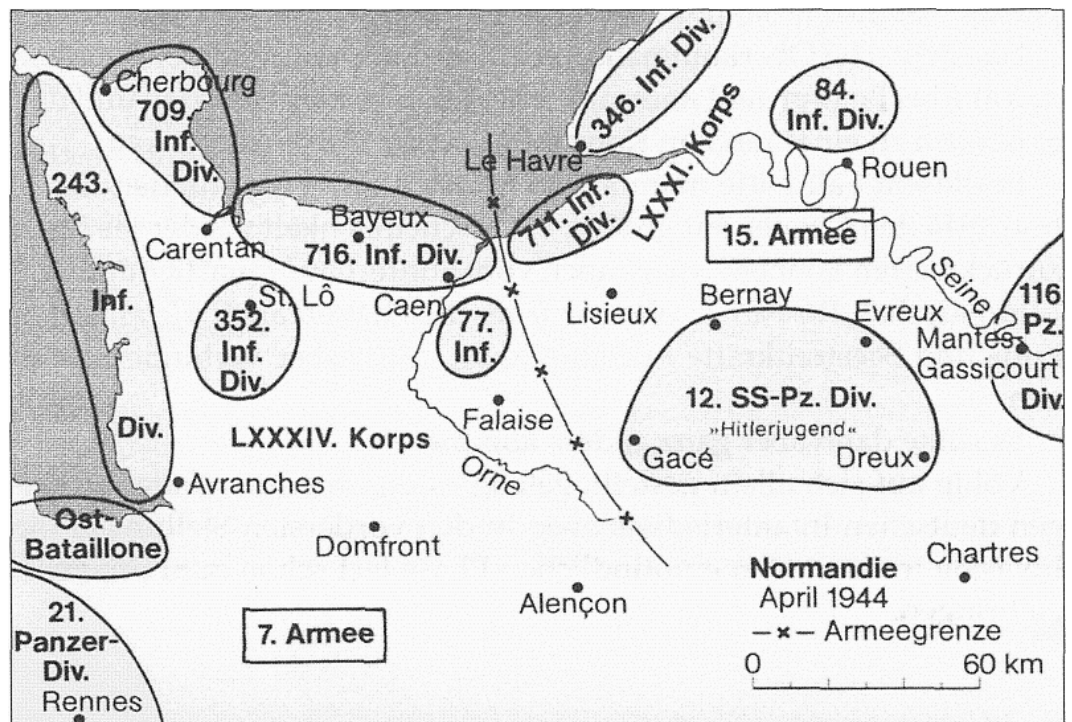 Cherbourg
709.
Inf.
Div.
346. Inf. Div.
84.
Inf. Div.
Le Havre
LXXXI. Korps
Rouen
243.
Inf.
Div.
Carentan
Bayeux
716. Inf. Div.
711. Inf.
Div.
15. Armee
Seine
St. Lô
352.
Inf.
Div.
Caen
77.
Inf.
Lisieux
Bernay
Evreux
116.
Pz.
Div.
Mantes-
Gassicourt
Falaise
12. SS-Pz. Div.
»Hitlerjugend«
LXXXIV. Korps
Orne
Gacé
Dreux
Avranches
Ost-
Bataillone
Domfront
Chartres
Alençon
Normandie
April 1944
Armeegrenze
0 60 km
21.
Panzer-
Div.
Rennes
7. Armee